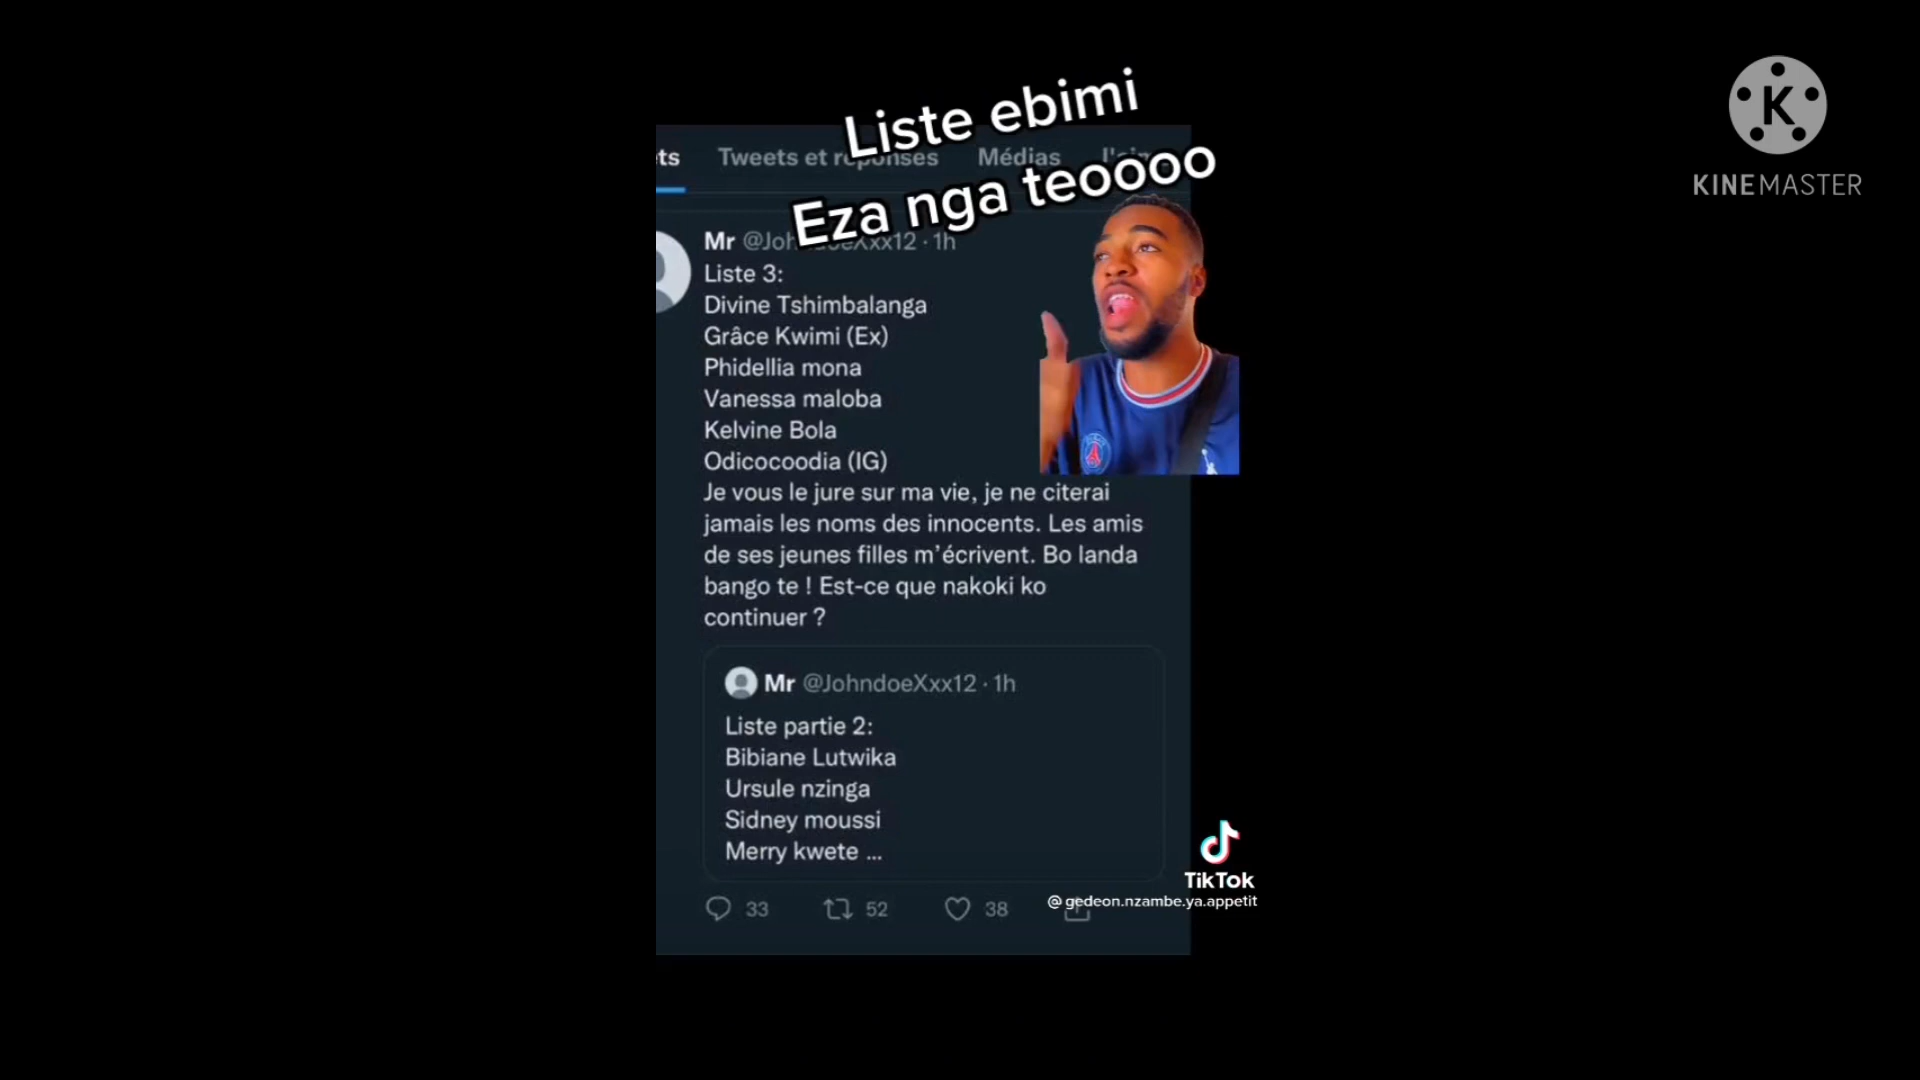 Liste ebimi
Eza nga teoooo
KINEMASTER
Tweets et réponses Médias
Mr
Liste 3:
Divine Tshimbalanga
Grâce Kwimi (Ex)
Phidellia mona
Vanessa maloba
Kelvine Bola
Odicocoodia (IG)
Je vous le jure sur ma vie, je ne citerai
jamais les noms des innocents. Les amis
de ses jeunes filles m'écrivent. Bo landa
bango te ! Est-ce que nakoki ko
continuer ?
Mr @JohndoeXxx12 · 1h
Liste partie 2:
Bibiane Lutwika
Ursule nzinga
Sidney moussi
Merry kwete ...
33 52 38
TikTok
@gedeon.nzambe.ya.appetit